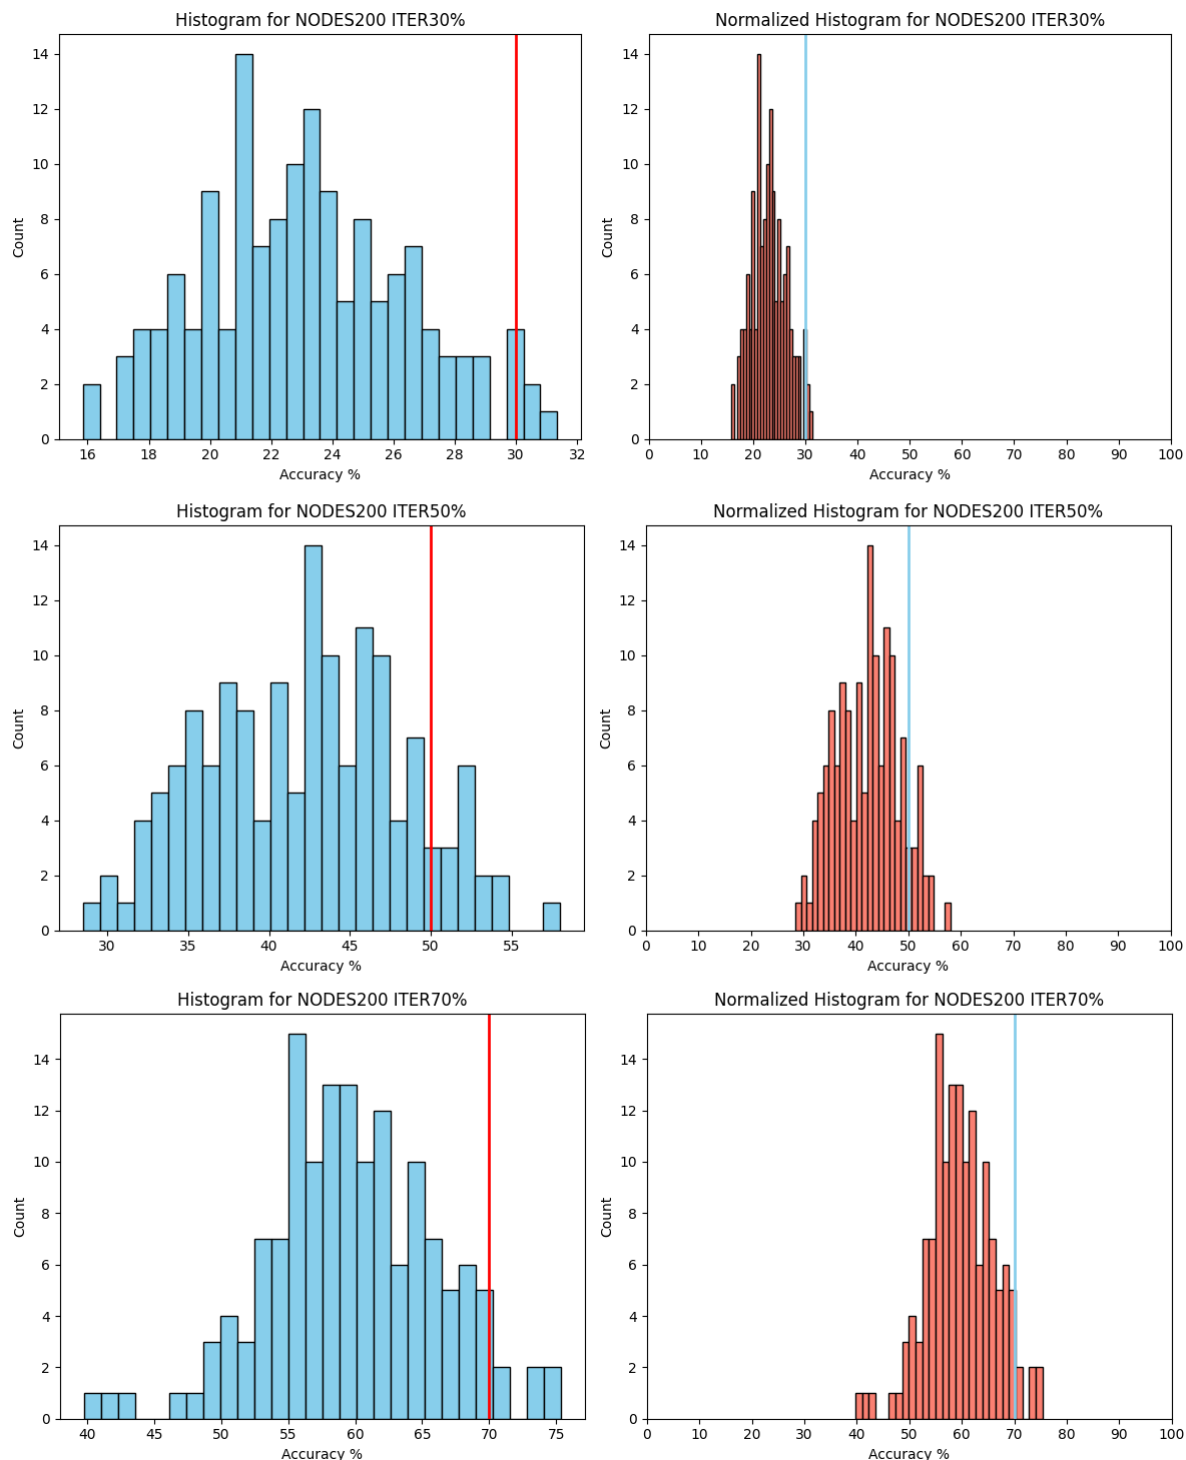 Histogram for NODES200 ITER30%
Count
14
12
10
8
6
4
2
0
16 18 20 22 24 26 28 30 32
Accuracy %
Normalized Histogram for NODES200 ITER30%
Count
14
12
10
8
6
4
2
0
0 10 20 30 40 50 60 70 80 90 100
Accuracy %
Histogram for NODES200 ITER50%
Count
14
12
10
8
6
4
2
0
30 35 40 45 50 55
Accuracy %
Normalized Histogram for NODES200 ITER50%
Count
14
12
10
8
6
4
2
0
0 10 20 30 40 50 60 70 80 90 100
Accuracy %
Histogram for NODES200 ITER70%
Count
14
12
10
8
6
4
2
0
40 45 50 55 60 65 70 75
Accuracy %
Normalized Histogram for NODES200 ITER70%
Count
14
12
10
8
6
4
2
0
0 10 20 30 40 50 60 70 80 90 100
Accuracy %